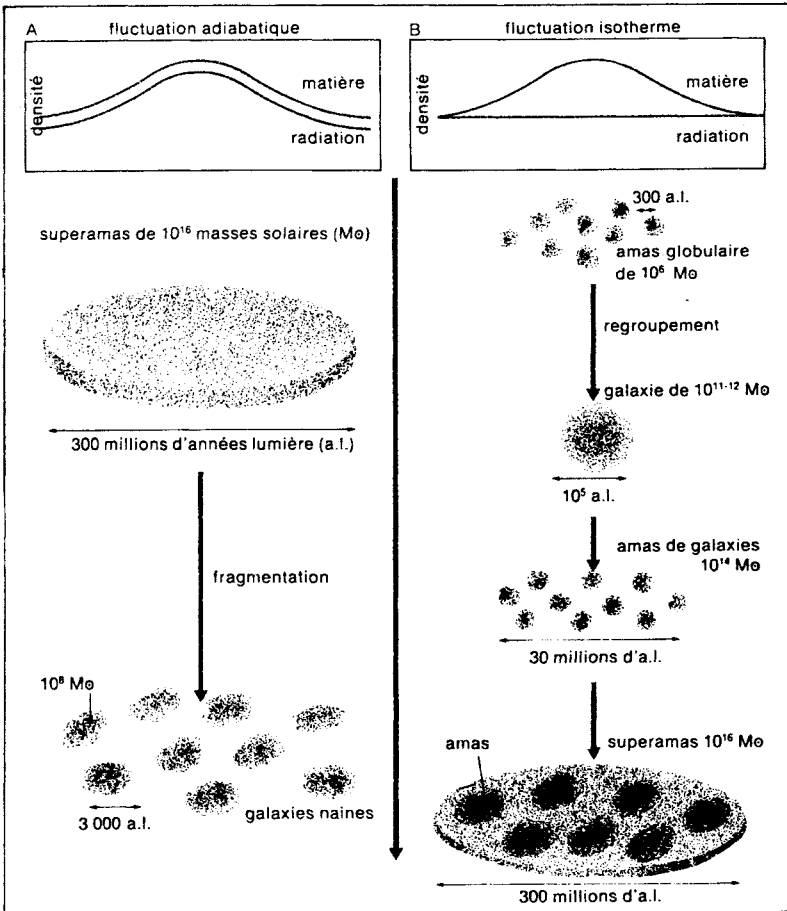 A
fluctuation adiabatique
densité
matière
radiation
superamas de 10¹⁶ masses solaires (M⊙)
300 millions d'années lumière (a.l.)
fragmentation
10⁸ M⊙
3 000 a.l.
galaxies naines
B
fluctuation isotherme
densité
matière
radiation
300 a.l.
amas globulaire
de 10⁶ M⊙
regroupement
galaxie de 10¹¹⁻¹² M⊙
10⁵ a.l.
amas de galaxies
10¹⁴ M⊙
30 millions d'a.l.
amas
superamas 10¹⁶ M⊙
300 millions d'a.l.